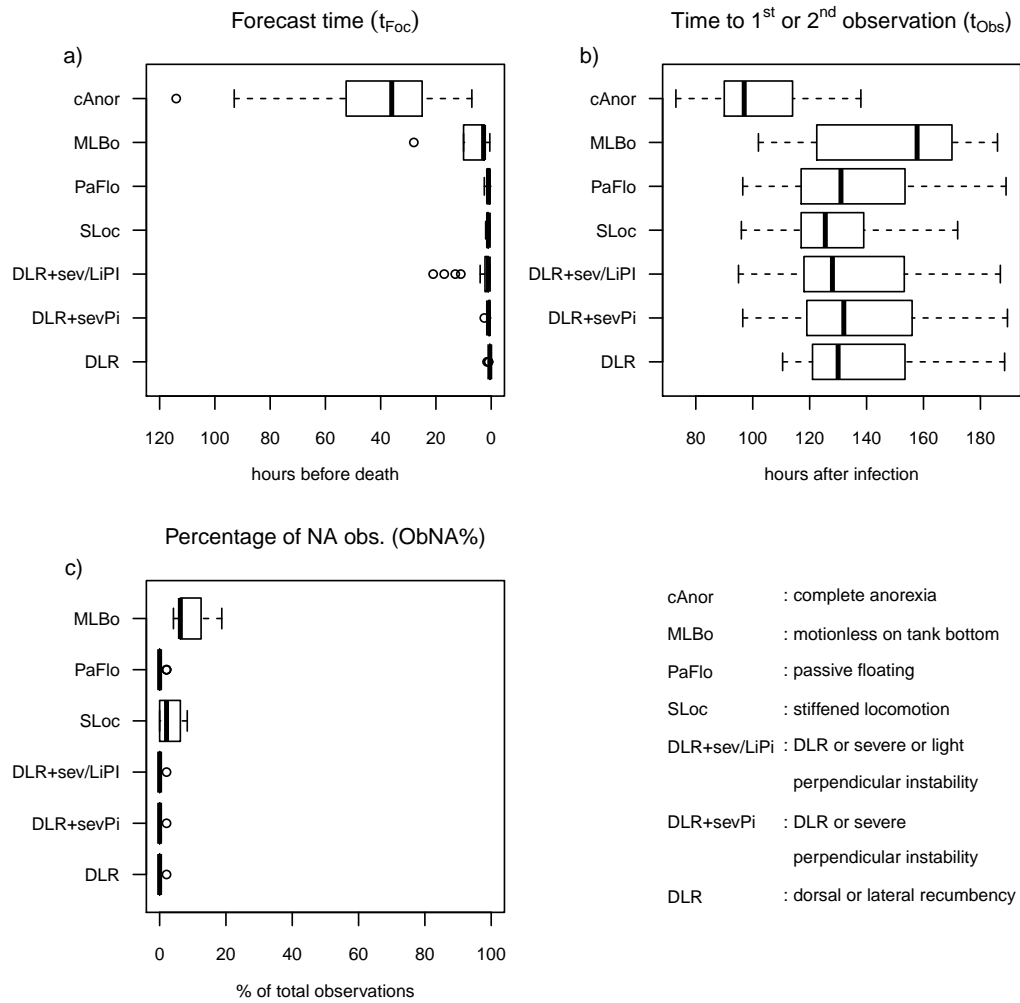 Forecast time (tFoc)
a)
cAnor
MLBo
PaFlo
SLoc
DLR+sev/LiPI
DLR+sevPi
DLR
120 100 80 60 40 20 0
hours before death
Time to 1st or 2nd observation (tObs)
b)
cAnor
MLBo
PaFlo
SLoc
DLR+sev/LiPI
DLR+sevPi
DLR
80 100 120 140 160 180
hours after infection
Percentage of NA obs. (ObNA%)
c)
MLBo
PaFlo
SLoc
DLR+sev/LiPI
DLR+sevPi
DLR
0 20 40 60 80 100
% of total observations
cAnor : complete anorexia
MLBo : motionless on tank bottom
PaFlo : passive floating
SLoc : stiffened locomotion
DLR+sev/LiPi : DLR or severe or light
perpendicular instability
DLR+sevPi : DLR or severe
perpendicular instability
DLR : dorsal or lateral recumbency